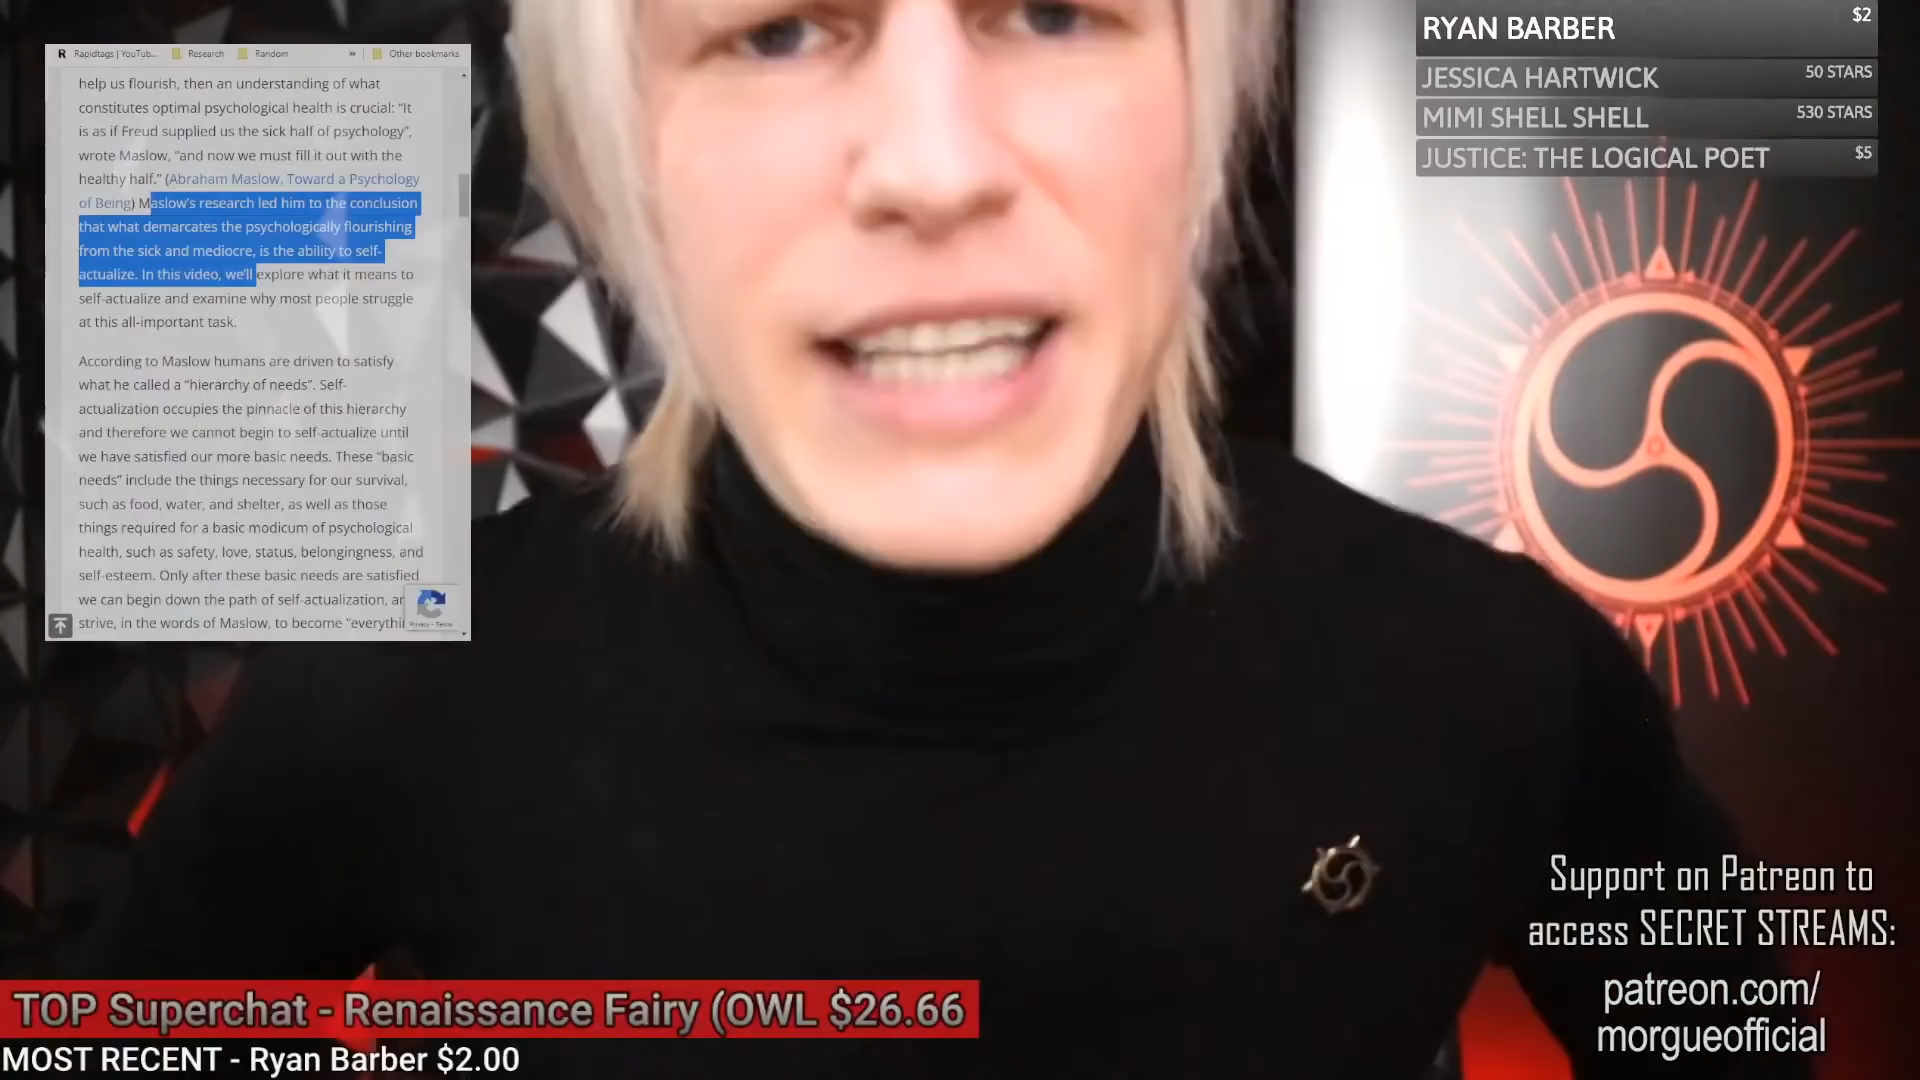 R Rapidtags | YouTub... Research Random » Other bookmarks
help us flourish, then an understanding of what
constitutes optimal psychological health is crucial: “It
is as if Freud supplied us the sick half of psychology”,
wrote Maslow, “and now we must fill it out with the
healthy half.” (Abraham Maslow, Toward a Psychology
of Being) Maslow’s research led him to the conclusion
that what demarcates the psychologically flourishing
from the sick and mediocre, is the ability to self-
actualize. In this video, we’ll explore what it means to
self-actualize and examine why most people struggle
at this all-important task.
According to Maslow humans are driven to satisfy
what he called a “hierarchy of needs”. Self-
actualization occupies the pinnacle of this hierarchy
and therefore we cannot begin to self-actualize until
we have satisfied our more basic needs. These “basic
needs” include the things necessary for our survival,
such as food, water, and shelter, as well as those
things required for a basic modicum of psychological
health, such as safety, love, status, belongingness, and
self-esteem. Only after these basic needs are satisfied
we can begin down the path of self-actualization, an
strive, in the words of Maslow, to become “everythi
Privacy - Terms
RYAN BARBER $2
JESSICA HARTWICK 50 STARS
MIMI SHELL SHELL 530 STARS
JUSTICE: THE LOGICAL POET $5
Support on Patreon to
access SECRET STREAMS:
patreon.com/
morgueofficial
TOP Superchat - Renaissance Fairy (OWL $26.66
MOST RECENT - Ryan Barber $2.00